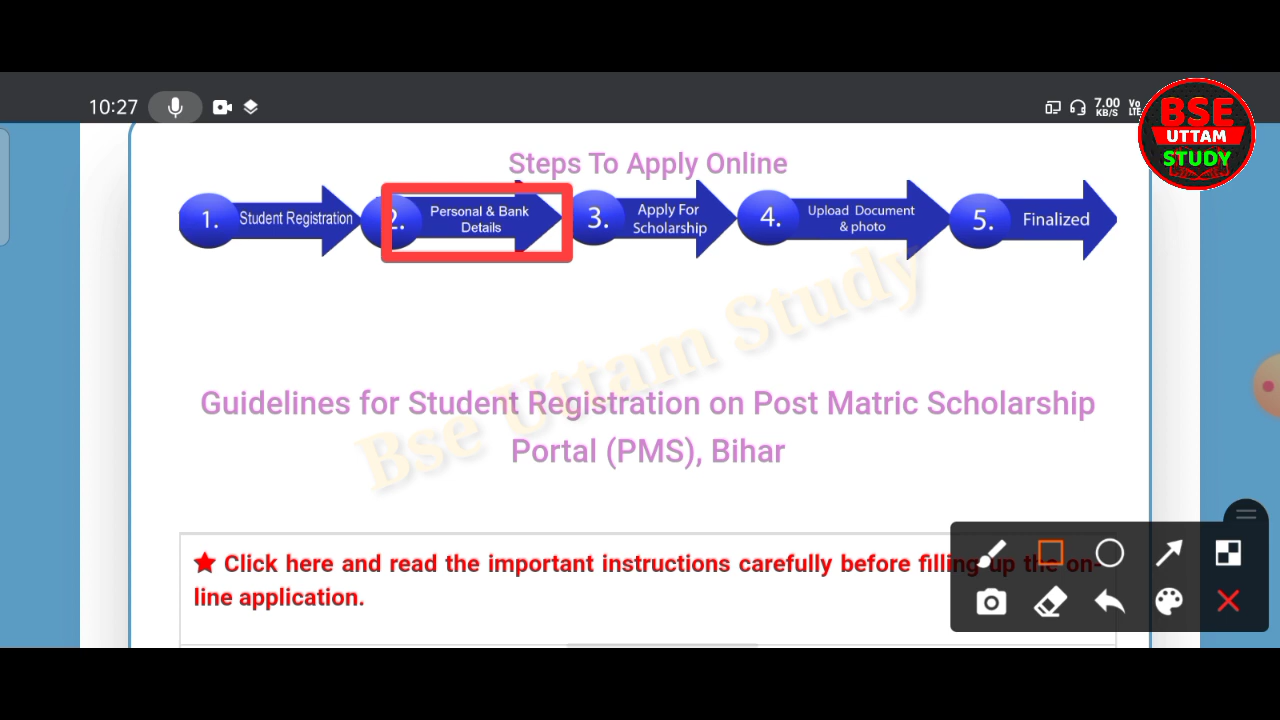 10:27
7.00
KB/S
Vo
LTE
BSE
UTTAM
STUDY
Steps To Apply Online
1. Student Registration
2. Personal & Bank
Details
3. Apply For
Scholarship
4. Upload Document
& photo
5. Finalized
Bse Uttam Study
Guidelines for Student Registration on Post Matric Scholarship
Portal (PMS), Bihar
★ Click here and read the important instructions carefully before filling up the on-
line application.